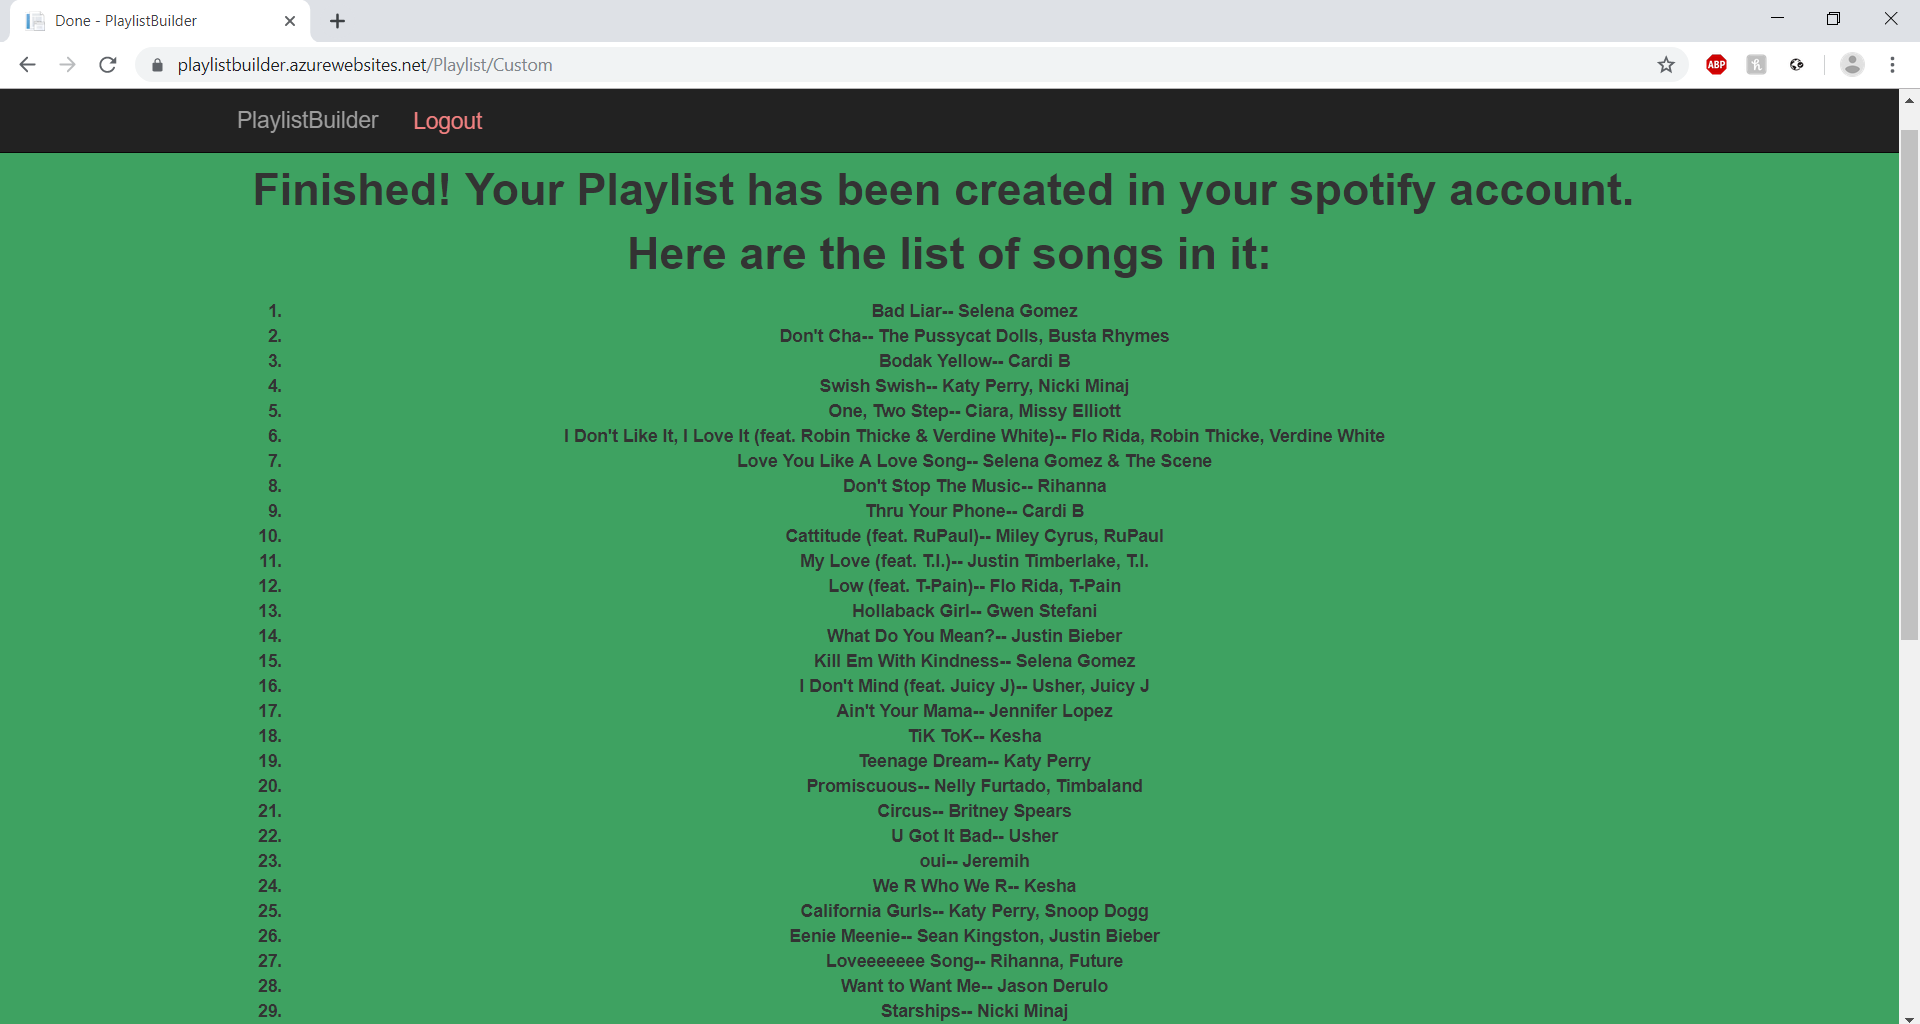 Done - PlaylistBuilder
playlistbuilder.azurewebsites.net/Playlist/Custom
ABP
PlaylistBuilder Logout
Finished! Your Playlist has been created in your spotify account.
Here are the list of songs in it:
1. Bad Liar-- Selena Gomez
2. Don't Cha-- The Pussycat Dolls, Busta Rhymes
3. Bodak Yellow-- Cardi B
4. Swish Swish-- Katy Perry, Nicki Minaj
5. One, Two Step-- Ciara, Missy Elliott
6. I Don't Like It, I Love It (feat. Robin Thicke & Verdine White)-- Flo Rida, Robin Thicke, Verdine White
7. Love You Like A Love Song-- Selena Gomez & The Scene
8. Don't Stop The Music-- Rihanna
9. Thru Your Phone-- Cardi B
10. Cattitude (feat. RuPaul)-- Miley Cyrus, RuPaul
11. My Love (feat. T.I.)-- Justin Timberlake, T.I.
12. Low (feat. T-Pain)-- Flo Rida, T-Pain
13. Hollaback Girl-- Gwen Stefani
14. What Do You Mean?-- Justin Bieber
15. Kill Em With Kindness-- Selena Gomez
16. I Don't Mind (feat. Juicy J)-- Usher, Juicy J
17. Ain't Your Mama-- Jennifer Lopez
18. TiK ToK-- Kesha
19. Teenage Dream-- Katy Perry
20. Promiscuous-- Nelly Furtado, Timbaland
21. Circus-- Britney Spears
22. U Got It Bad-- Usher
23. oui-- Jeremih
24. We R Who We R-- Kesha
25. California Gurls-- Katy Perry, Snoop Dogg
26. Eenie Meenie-- Sean Kingston, Justin Bieber
27. Loveeeeeee Song-- Rihanna, Future
28. Want to Want Me-- Jason Derulo
29. Starships-- Nicki Minaj